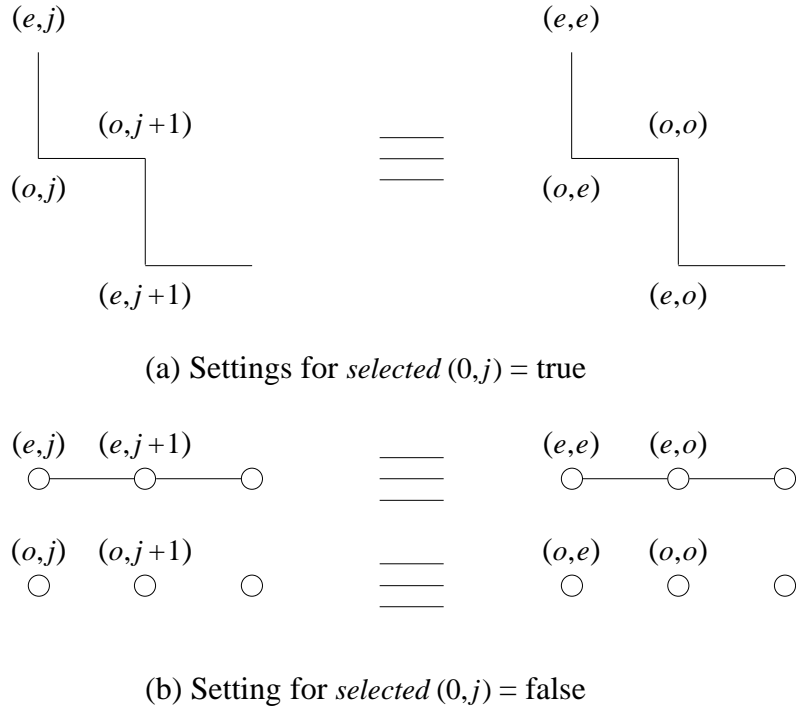 (e,j) (e,e)
(o,j+1) (o,o)
(o,j) (o,e)
(e,j+1) (e,o)
(a) Settings for selected (0,j) = true
(e,j) (e,j+1) (e,e) (e,o)
(o,j) (o,j+1) (o,e) (o,o)
(b) Setting for selected (0,j) = false